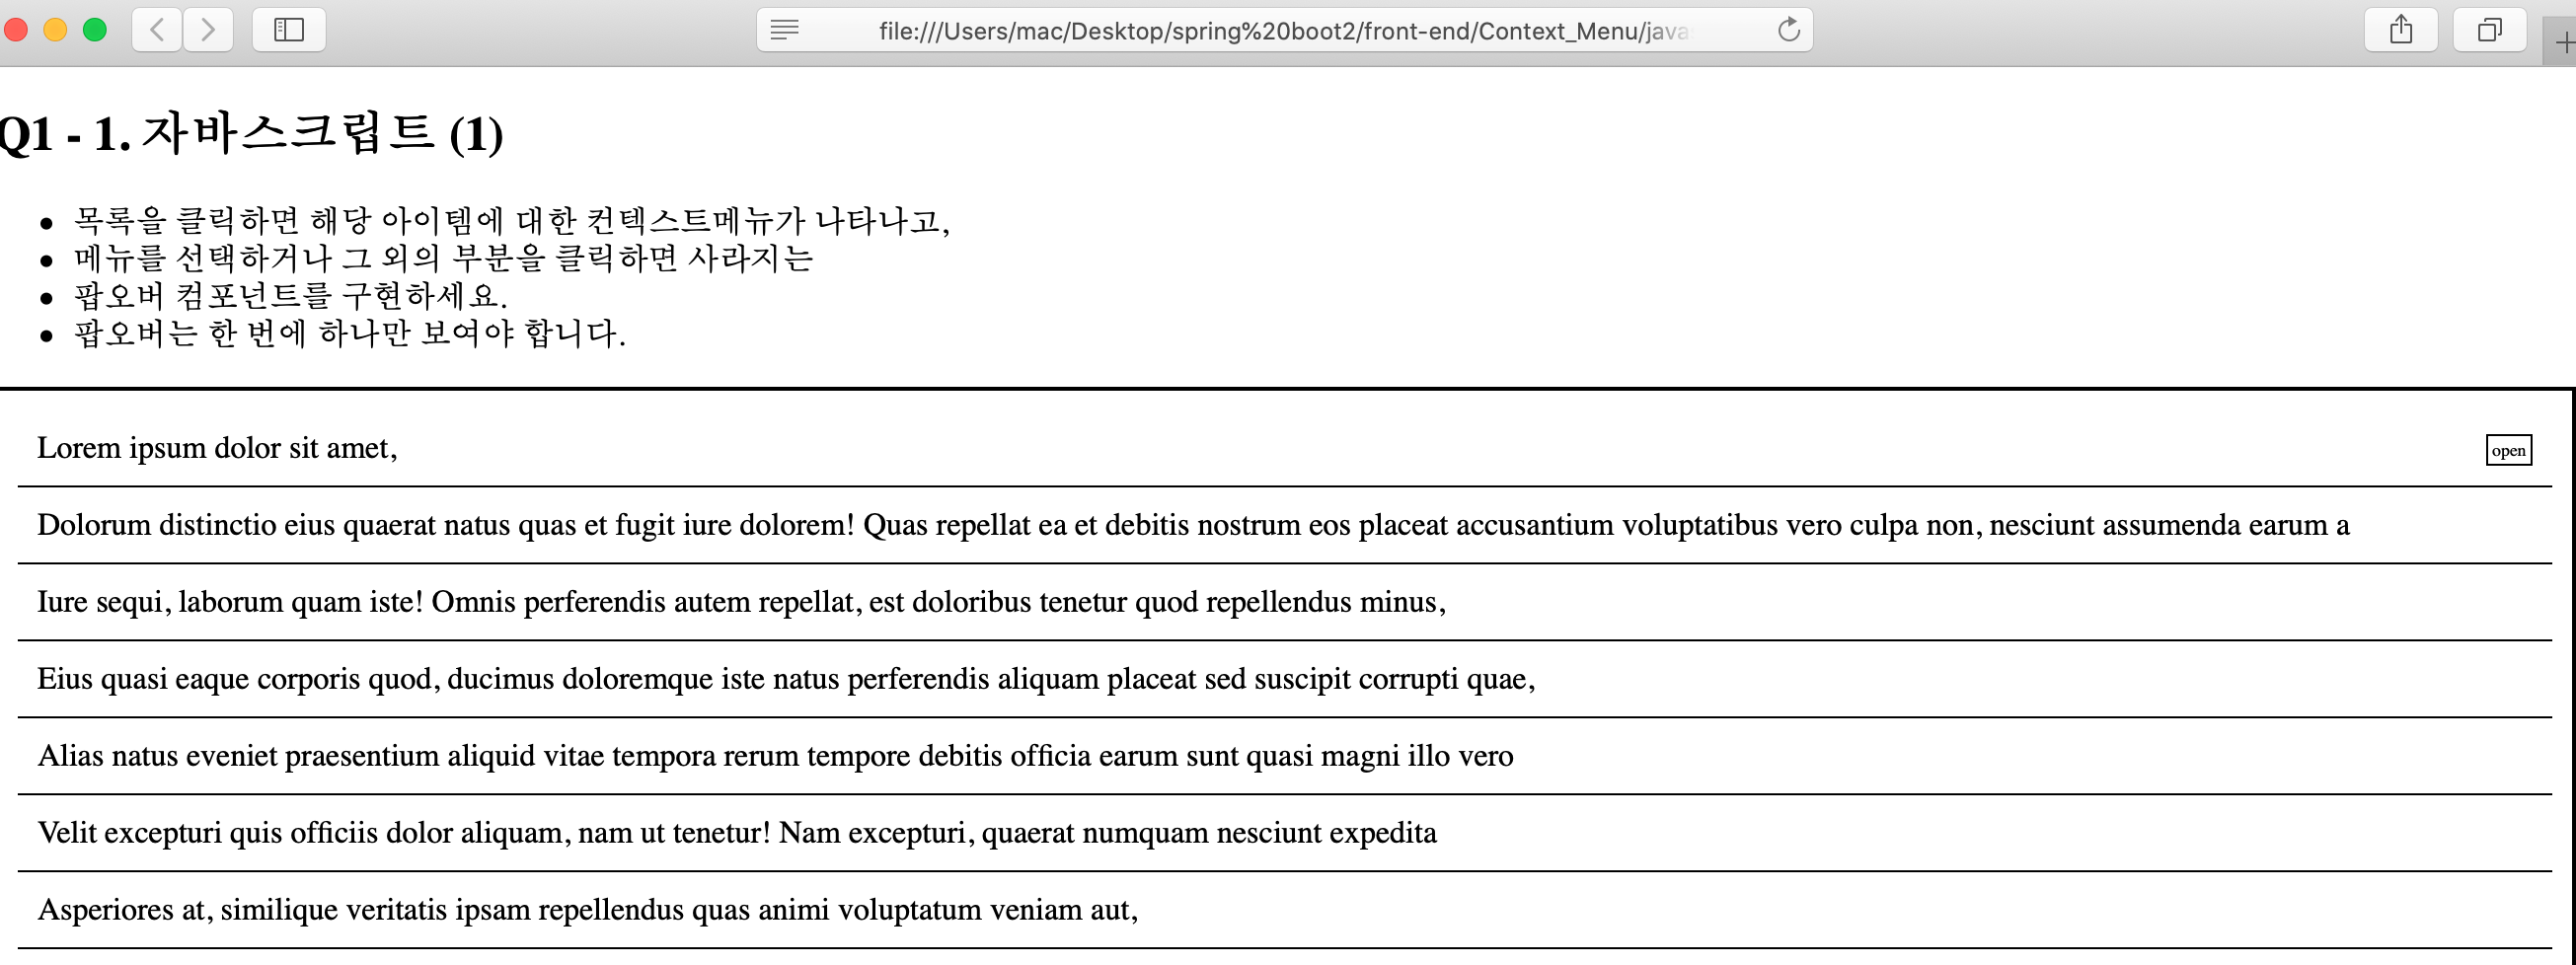 file:///Users/mac/Desktop/spring%20boot2/front-end/Context_Menu/java
Q1 - 1. 자바스크립트 (1)
• 목록을 클릭하면 해당 아이템에 대한 컨텍스트메뉴가 나타나고,
• 메뉴를 선택하거나 그 외의 부분을 클릭하면 사라지는
• 팝오버 컴포넌트를 구현하세요.
• 팝오버는 한 번에 하나만 보여야 합니다.
Lorem ipsum dolor sit amet,
open
Dolorum distinctio eius quaerat natus quas et fugit iure dolorem! Quas repellat ea et debitis nostrum eos placeat accusantium voluptatibus vero culpa non, nesciunt assumenda earum a
Iure sequi, laborum quam iste! Omnis perferendis autem repellat, est doloribus tenetur quod repellendus minus,
Eius quasi eaque corporis quod, ducimus doloremque iste natus perferendis aliquam placeat sed suscipit corrupti quae,
Alias natus eveniet praesentium aliquid vitae tempora rerum tempore debitis officia earum sunt quasi magni illo vero
Velit excepturi quis officiis dolor aliquam, nam ut tenetur! Nam excepturi, quaerat numquam nesciunt expedita
Asperiores at, similique veritatis ipsam repellendus quas animi voluptatum veniam aut,